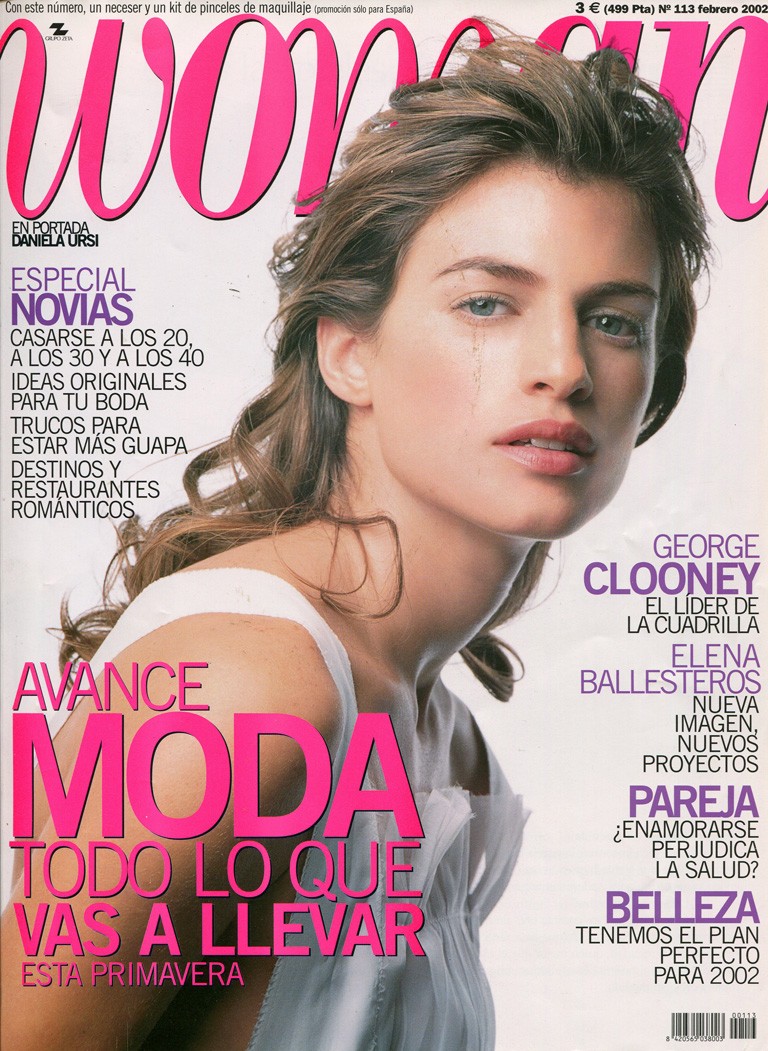 Con este número, un neceser y un kit de pinceles de maquillaje (promoción sólo para España)
3 € (499 Pta) Nº 113 febrero 2002
GRUPO ZETA
woman
EN PORTADA
DANIELA URSI
ESPECIAL
NOVIAS
CASARSE A LOS 20,
A LOS 30 Y A LOS 40
IDEAS ORIGINALES
PARA TU BODA
TRUCOS PARA
ESTAR MÁS GUAPA
DESTINOS Y
RESTAURANTES
ROMÁNTICOS
GEORGE
CLOONEY
EL LÍDER DE
LA CUADRILLA
ELENA
BALLESTEROS
NUEVA
IMAGEN,
NUEVOS
PROYECTOS
PAREJA
¿ENAMORARSE
PERJUDICA
LA SALUD?
BELLEZA
TENEMOS EL PLAN
PERFECTO
PARA 2002
AVANCE
MODA
TODO LO QUE
VAS A LLEVAR
ESTA PRIMAVERA
00113
8 420565 038003